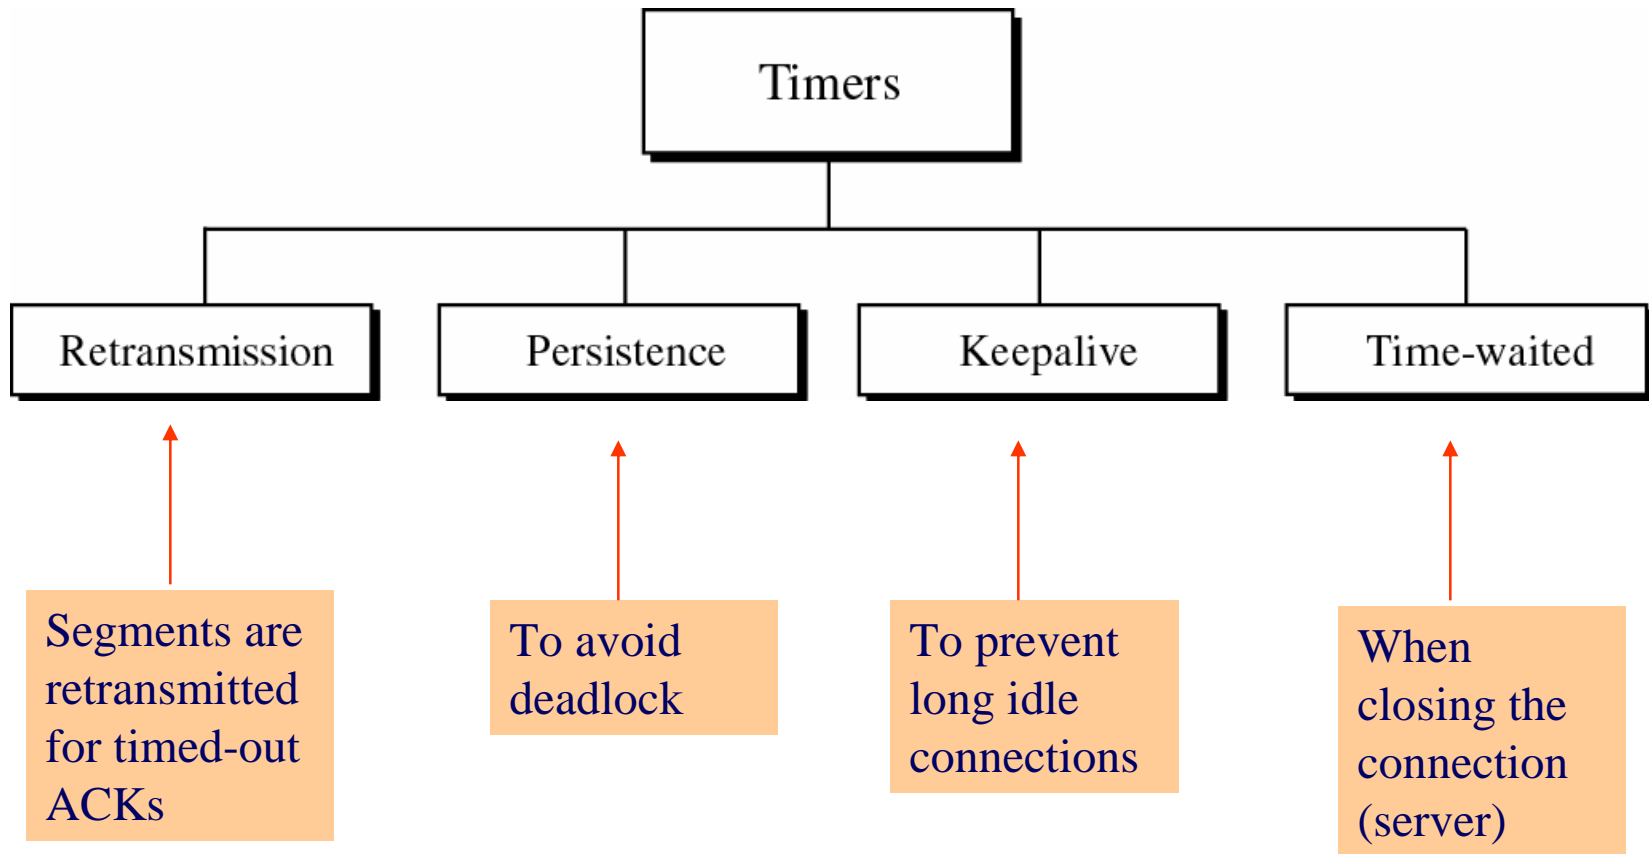 Timers
Retransmission
Persistence
Keepalive
Time-waited
Segments are
retransmitted
for timed-out
ACKs
To avoid
deadlock
To prevent
long idle
connections
When
closing the
connection
(server)